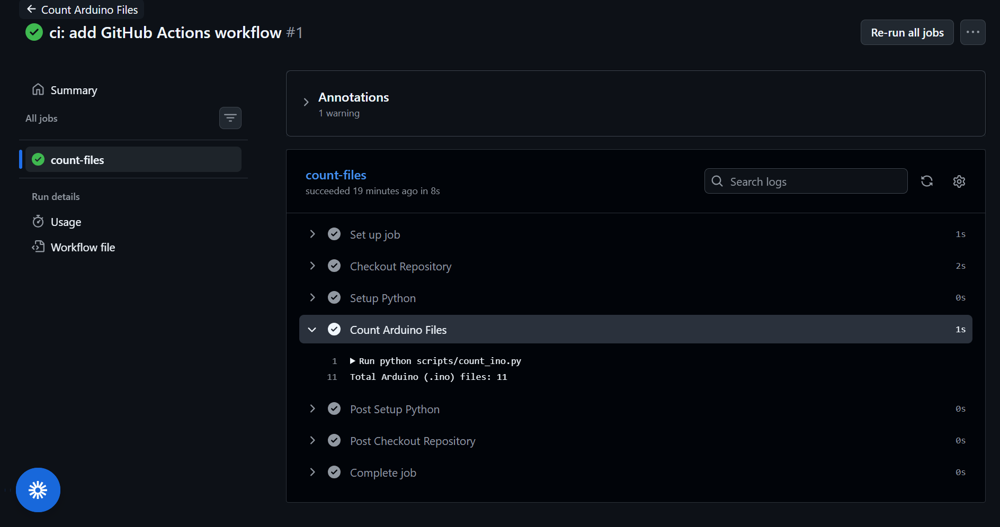 Count Arduino Files
ci: add GitHub Actions workflow #1
Re-run all jobs
Summary
All jobs
count-files
Run details
Usage
Workflow file
Annotations
1 warning
count-files
succeeded 19 minutes ago in 8s
Search logs
Set up job 1s
Checkout Repository 2s
Setup Python 0s
Count Arduino Files 1s
1 Run python scripts/count_ino.py
11 Total Arduino (.ino) files: 11
Post Setup Python 0s
Post Checkout Repository 0s
Complete job 0s